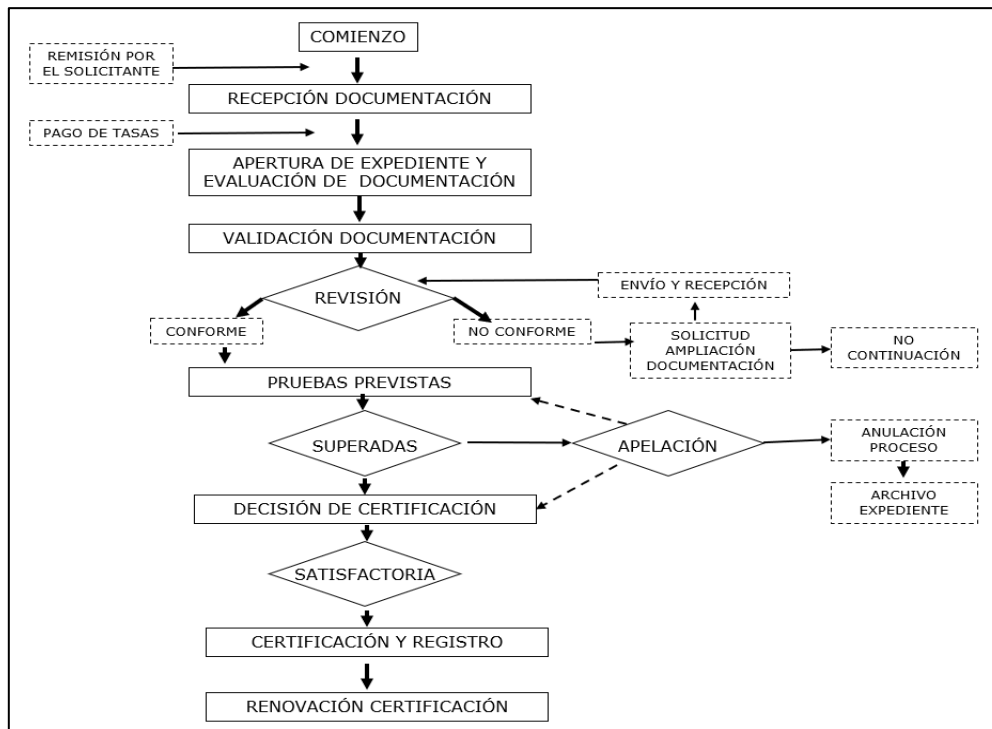 COMIENZO
REMISIÓN POR
EL SOLICITANTE
RECEPCIÓN DOCUMENTACIÓN
PAGO DE TASAS
APERTURA DE EXPEDIENTE Y
EVALUACIÓN DE DOCUMENTACIÓN
VALIDACIÓN DOCUMENTACIÓN
REVISIÓN
ENVÍO Y RECEPCIÓN
CONFORME
NO CONFORME
SOLICITUD
AMPLIACIÓN
DOCUMENTACIÓN
NO
CONTINUACIÓN
PRUEBAS PREVISTAS
SUPERADAS
APELACIÓN
ANULACIÓN
PROCESO
DECISIÓN DE CERTIFICACIÓN
ARCHIVO
EXPEDIENTE
SATISFACTORIA
CERTIFICACIÓN Y REGISTRO
RENOVACIÓN CERTIFICACIÓN